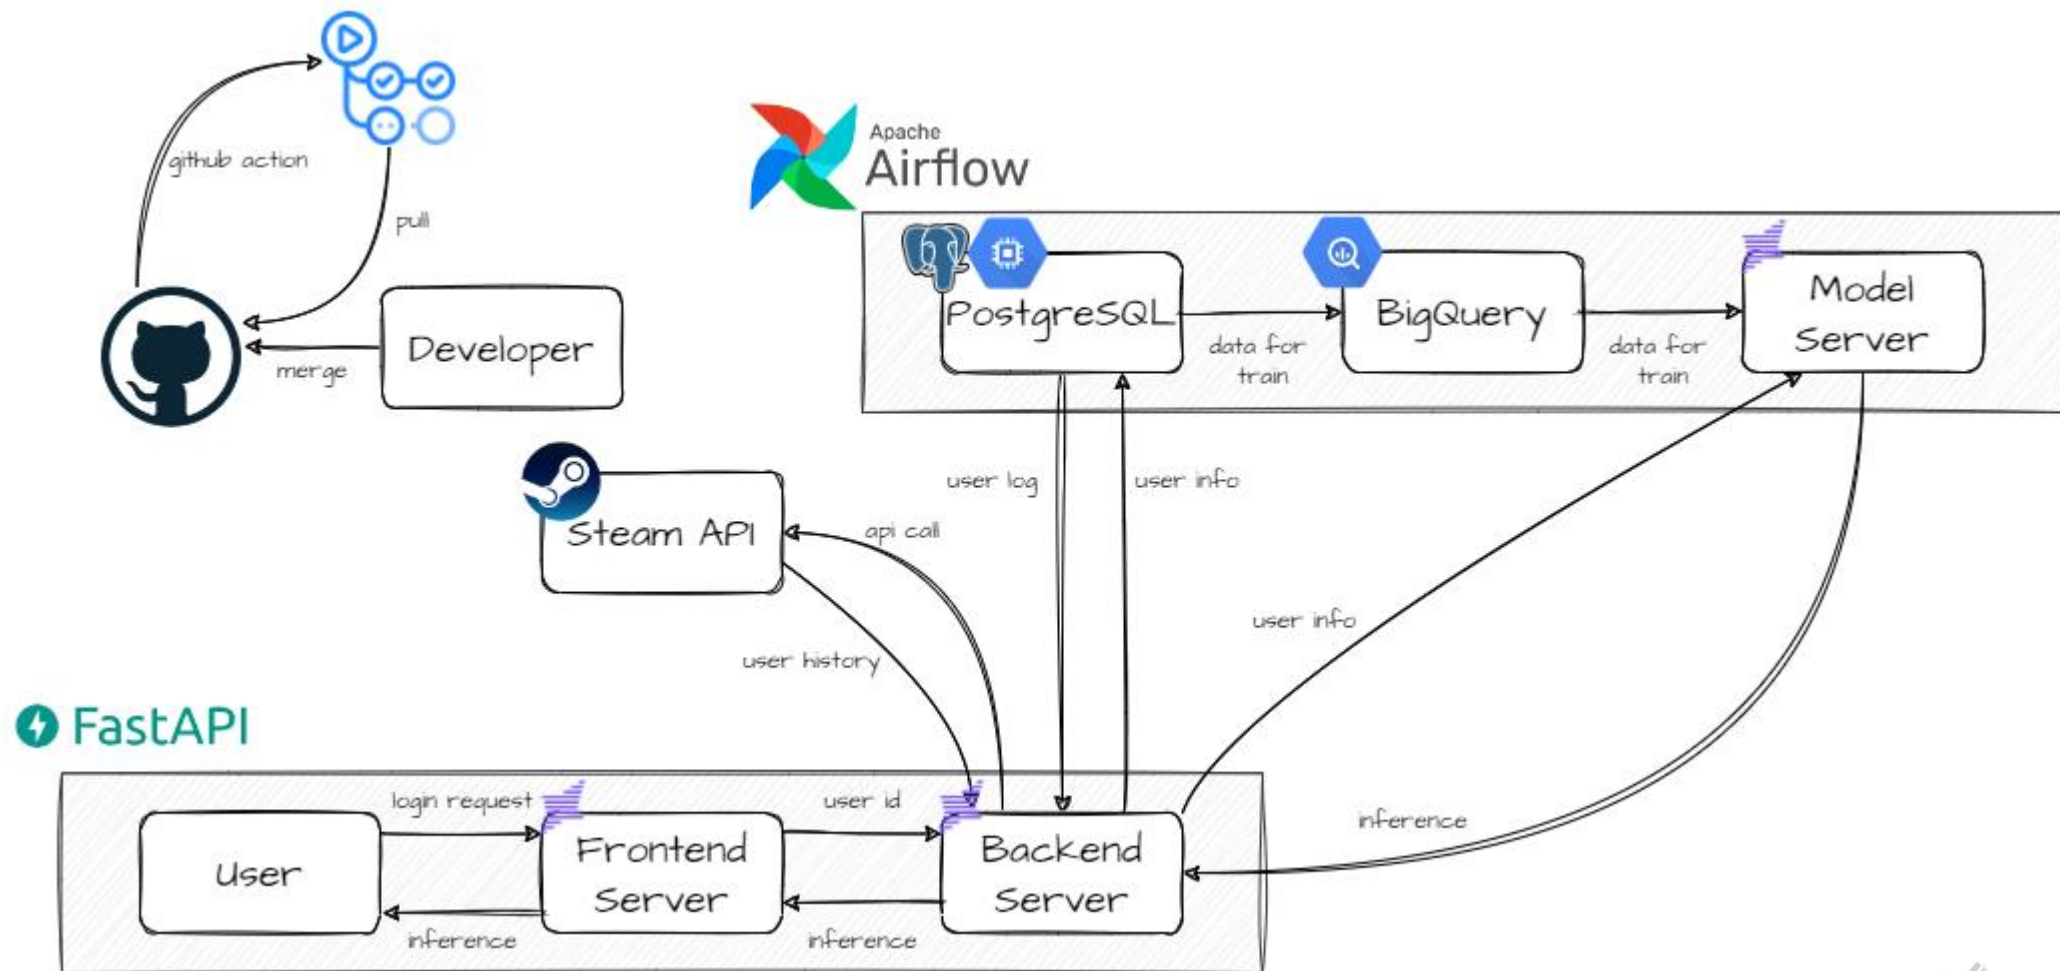 github action
pull
Developer
merge
Apache
Airflow
PostgreSQL
data for
train
BigQuery
data for
train
Model
Server
user log
user info
Steam API
api call
user history
user info
FastAPI
login request
user id
User
Frontend
Server
Backend
Server
inference
inference
inference